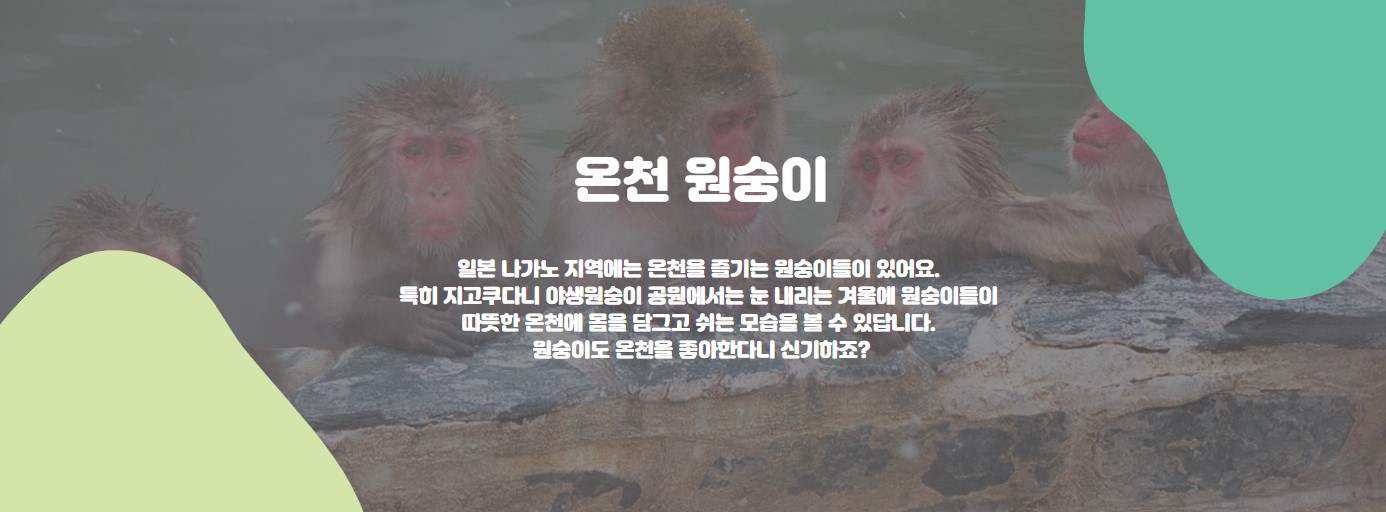 온천 원숭이
일본 나가노 지역에는 온천을 즐기는 원숭이들이 있어요.
특히 지고쿠다니 야생원숭이 공원에서는 눈 내리는 겨울에 원숭이들이
따뜻한 온천에 몸을 담그고 쉬는 모습을 볼 수 있답니다.
원숭이도 온천을 좋아한다니 신기하죠?